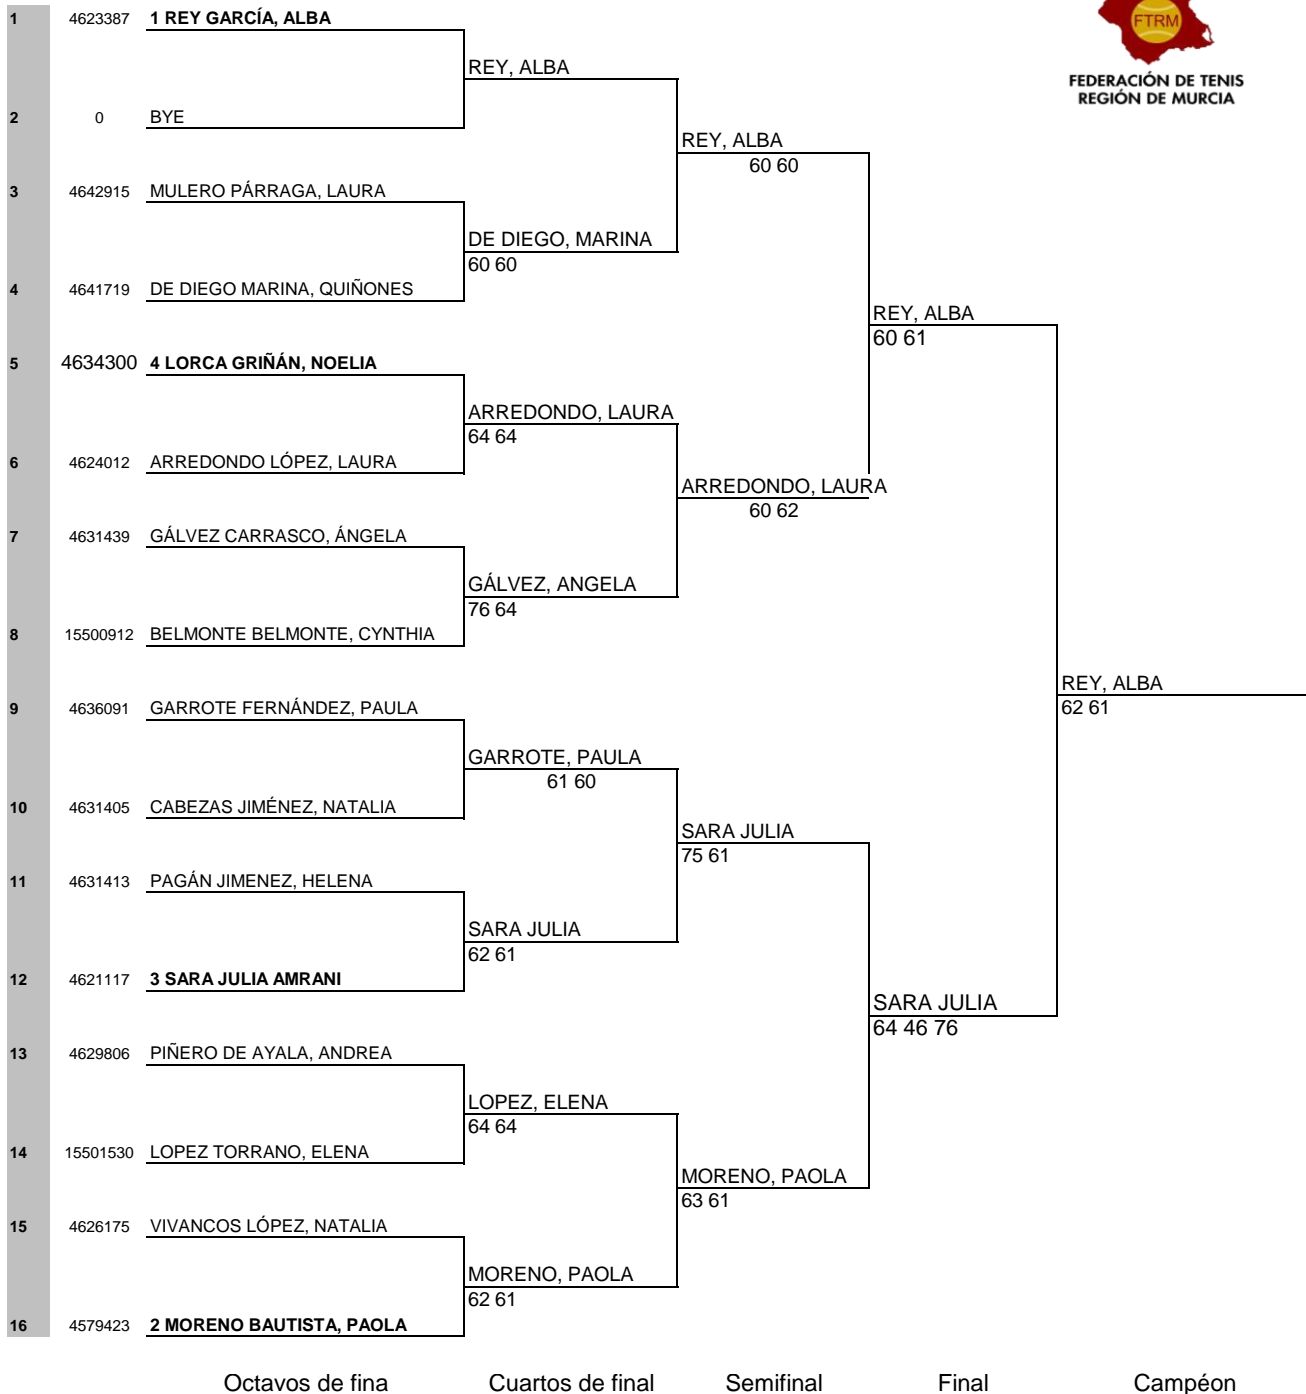 FTRM
FEDERACIÓN DE TENIS
REGIÓN DE MURCIA
1 4623387 1 REY GARCÍA, ALBA
REY, ALBA
2 0 BYE
REY, ALBA
60 60
3 4642915 MULERO PÁRRAGA, LAURA
DE DIEGO, MARINA
60 60
4 4641719 DE DIEGO MARINA, QUIÑONES
REY, ALBA
60 61
5 4634300 4 LORCA GRIÑÁN, NOELIA
ARREDONDO, LAURA
64 64
6 4624012 ARREDONDO LÓPEZ, LAURA
ARREDONDO, LAURA
60 62
7 4631439 GÁLVEZ CARRASCO, ÁNGELA
GÁLVEZ, ANGELA
76 64
8 15500912 BELMONTE BELMONTE, CYNTHIA
REY, ALBA
62 61
9 4636091 GARROTE FERNÁNDEZ, PAULA
GARROTE, PAULA
61 60
10 4631405 CABEZAS JIMÉNEZ, NATALIA
SARA JULIA
75 61
11 4631413 PAGÁN JIMENEZ, HELENA
SARA JULIA
62 61
12 4621117 3 SARA JULIA AMRANI
SARA JULIA
64 46 76
13 4629806 PIÑERO DE AYALA, ANDREA
LOPEZ, ELENA
64 64
14 15501530 LOPEZ TORRANO, ELENA
MORENO, PAOLA
63 61
15 4626175 VIVANCOS LÓPEZ, NATALIA
MORENO, PAOLA
62 61
16 4579423 2 MORENO BAUTISTA, PAOLA
Octavos de fina Cuartos de final Semifinal Final Campéon